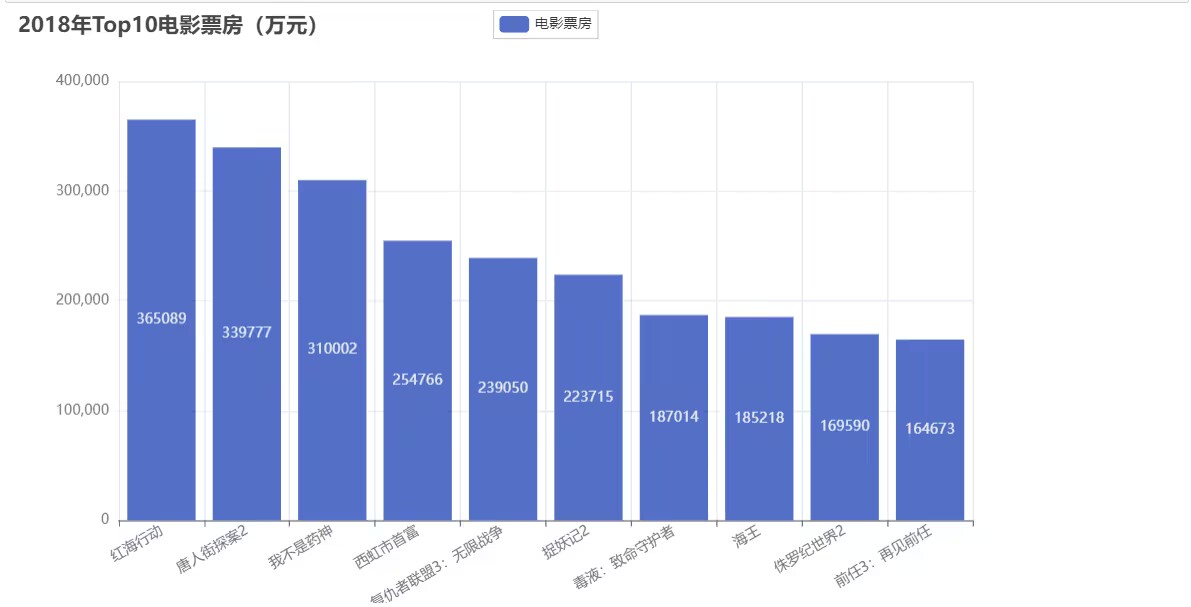 2018年Top10电影票房（万元）
电影票房
400,000
300,000
200,000
100,000
0
365089
339777
310002
254766
239050
223715
187014
185218
169590
164673
红海行动
唐人街探案2
我不是药神
西虹市首富
复仇者联盟3：无限战争
捉妖记2
毒液：致命守护者
海王
侏罗纪世界2
前任3：再见前任